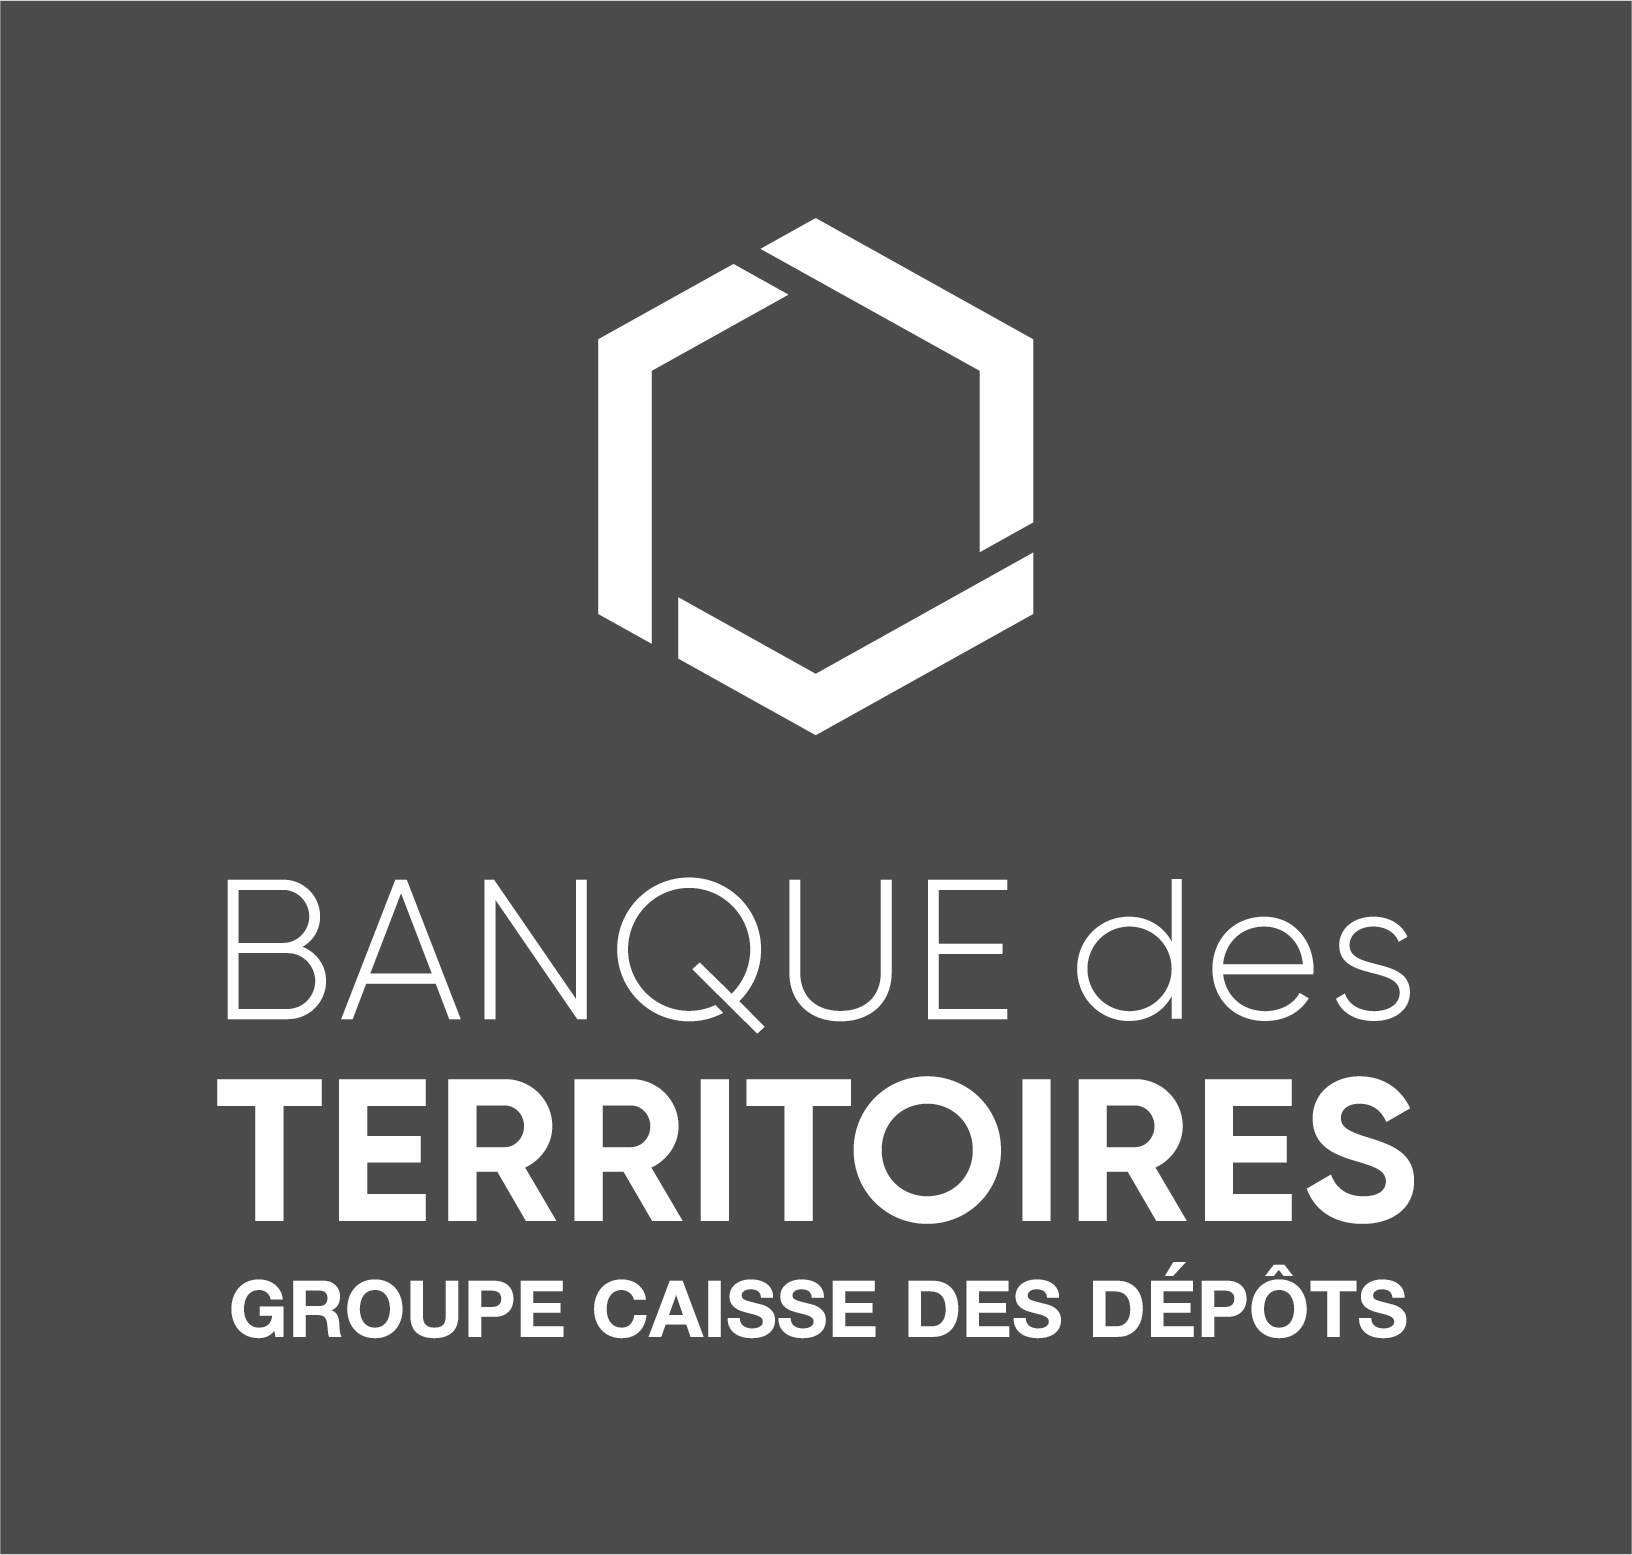 BANQUE des
TERRITOIRES
GROUPE CAISSE DES DÉPÔTS